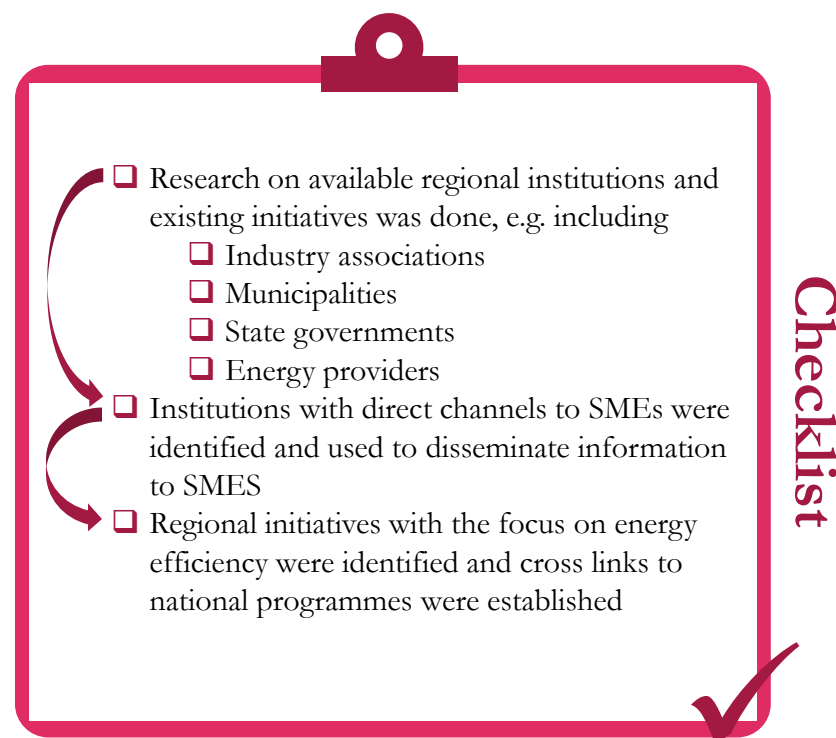 Research on available regional institutions and
existing initiatives was done, e.g. including
Industry associations
Municipalities
State governments
Energy providers
Institutions with direct channels to SMEs were
identified and used to disseminate information
to SMES
Regional initiatives with the focus on energy
efficiency were identified and cross links to
national programmes were established
Checklist